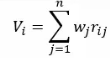 V_i = \sum_{j=1}^{n} w_j r_{ij}